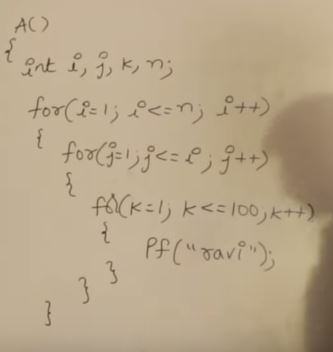 A()
{
int i, j, k, n;
for(i=1; i<=n; i++)
{
for(j=1; j<=i; j++)
{
for(k=1; k<=100; k++)
{
Pf("ravi");
}
}
}